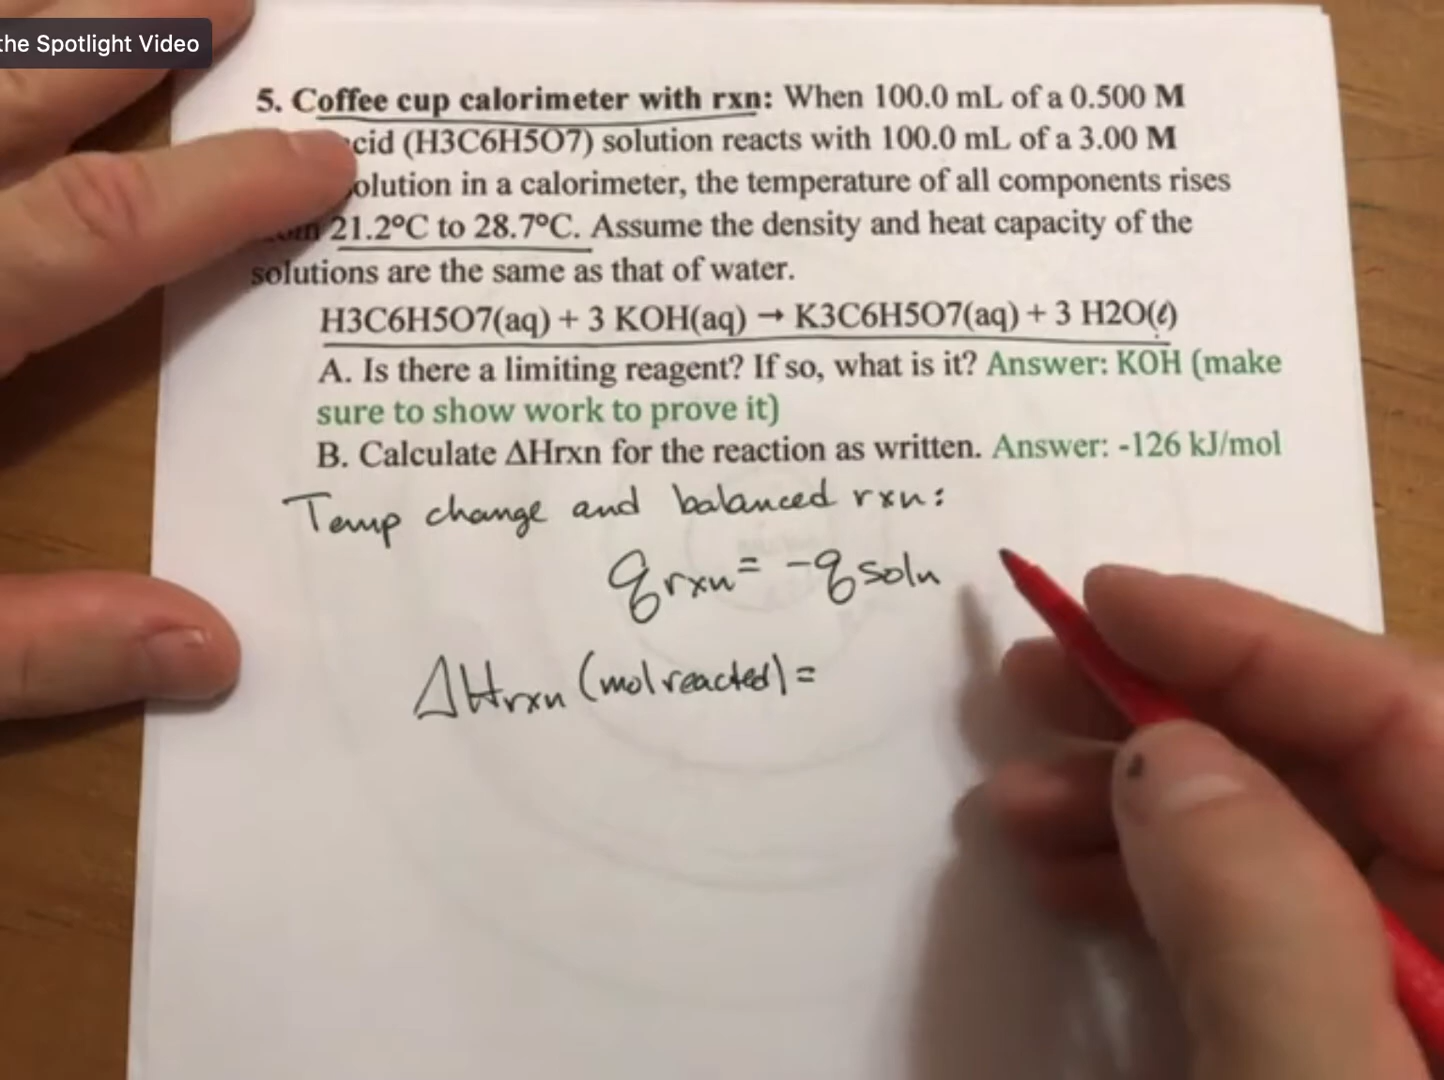 the Spotlight Video
5. Coffee cup calorimeter with rxn: When 100.0 mL of a 0.500 M
cid (H3C6H5O7) solution reacts with 100.0 mL of a 3.00 M
olution in a calorimeter, the temperature of all components rises
21.2ºC to 28.7ºC. Assume the density and heat capacity of the
solutions are the same as that of water.
H3C6H5O7(aq) + 3 KOH(aq) → K3C6H5O7(aq) + 3 H2O(ℓ)
A. Is there a limiting reagent? If so, what is it? Answer: KOH (make
sure to show work to prove it)
B. Calculate ΔHrxn for the reaction as written. Answer: -126 kJ/mol
Temp change and balanced rxn:
qrxn = -qsoln
ΔHrxn (mol reacted) =